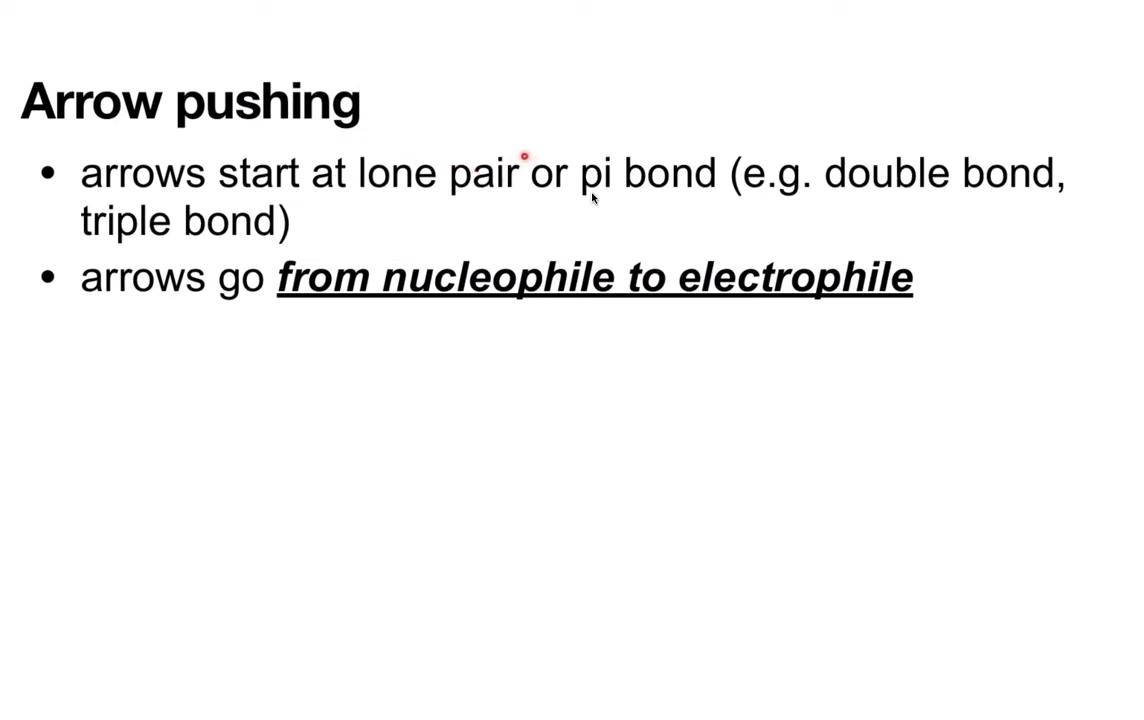 Arrow pushing
• arrows start at lone pair or pi bond (e.g. double bond,
triple bond)
• arrows go from nucleophile to electrophile